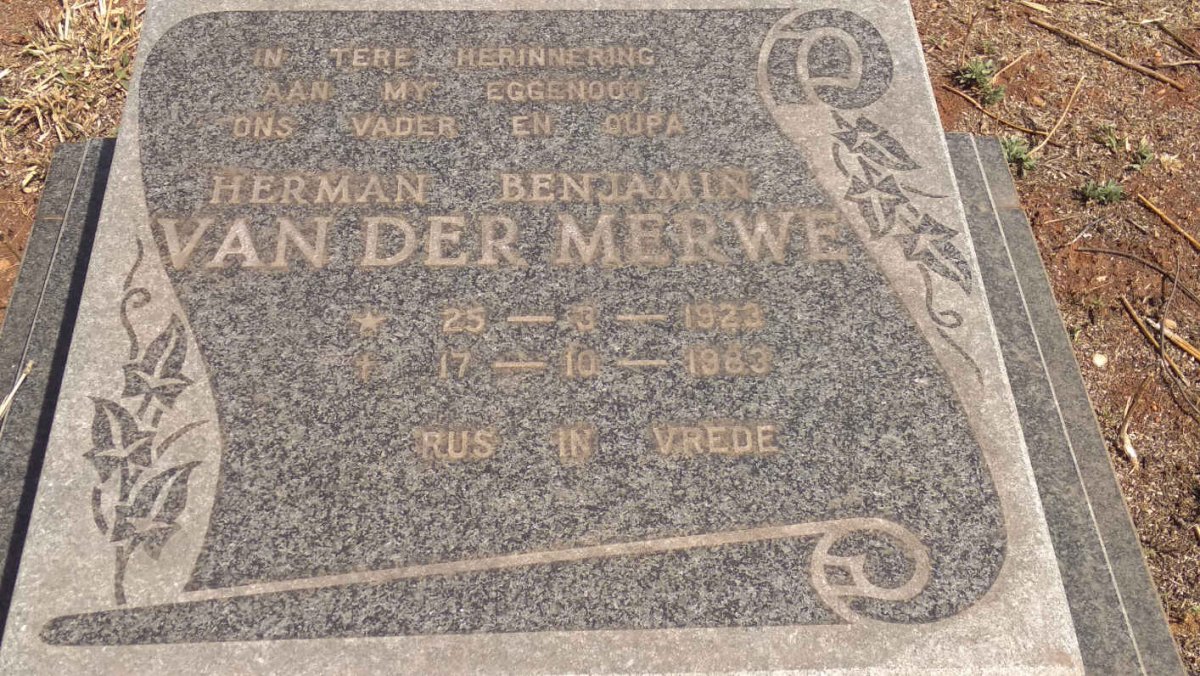 IN TERE HERINNERING
AAN MY EGGENOOT
ONS VADER EN OUPA
HERMAN BENJAMIN
VAN DER MERWE
★ 25 — 3 — 1923
† 17 — 10 — 1983
RUS IN VREDE